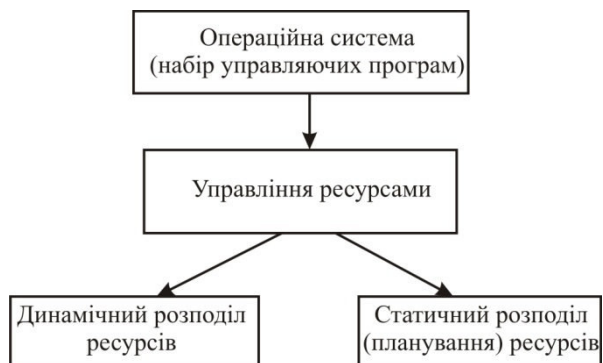 Операційна система
(набір управляючих програм)
Управління ресурсами
Динамічний розподіл
ресурсів
Статичний розподіл
(планування) ресурсів